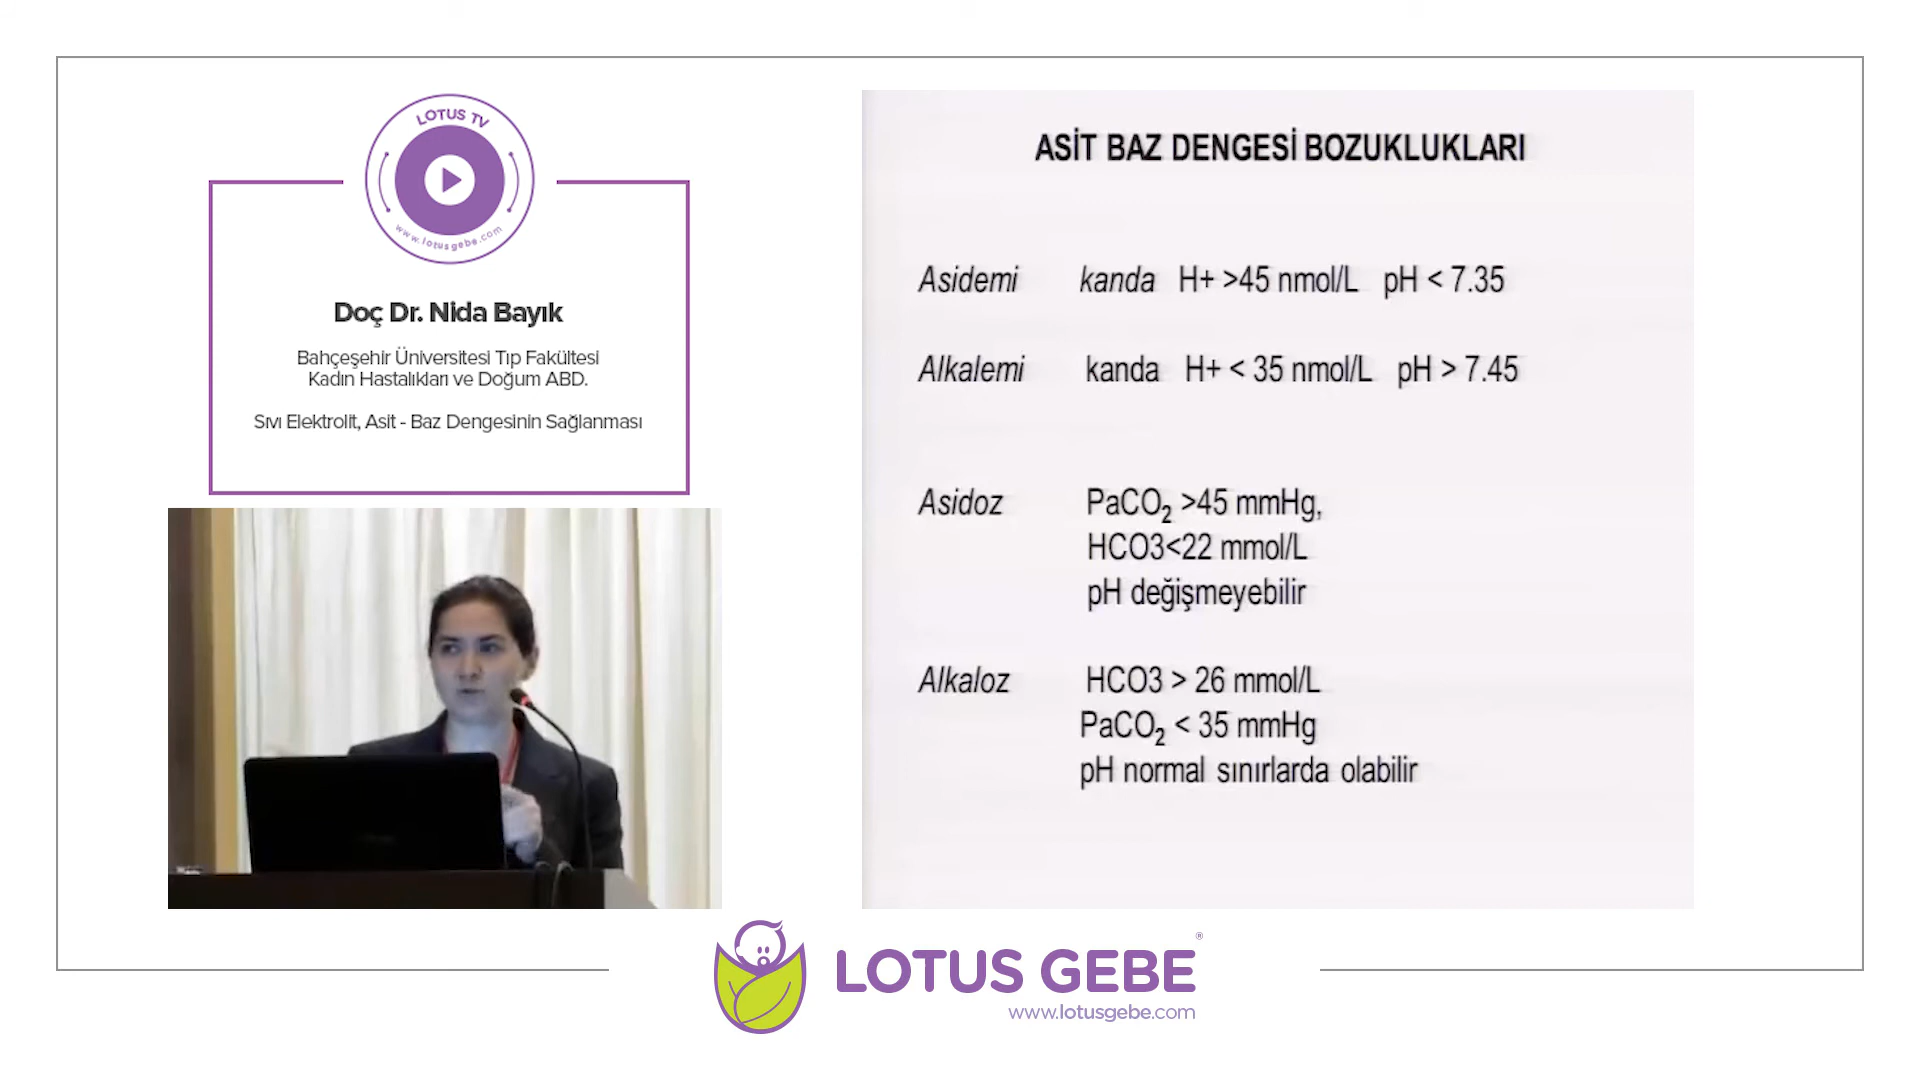 LOTUS TV
www.lotusgebe.com
Doç Dr. Nida Bayık
Bahçeşehir Üniversitesi Tıp Fakültesi
Kadın Hastalıkları ve Doğum ABD.
Sıvı Elektrolit, Asit - Baz Dengesinin Sağlanması
ASİT BAZ DENGESİ BOZUKLUKLARI
Asidemi kanda H+ >45 nmol/L pH < 7.35
Alkalemi kanda H+ < 35 nmol/L pH > 7.45
Asidoz PaCO₂ >45 mmHg,
HCO3<22 mmol/L
pH değişmeyebilir
Alkaloz HCO3 > 26 mmol/L
PaCO₂ < 35 mmHg
pH normal sınırlarda olabilir
LOTUS GEBE®
www.lotusgebe.com